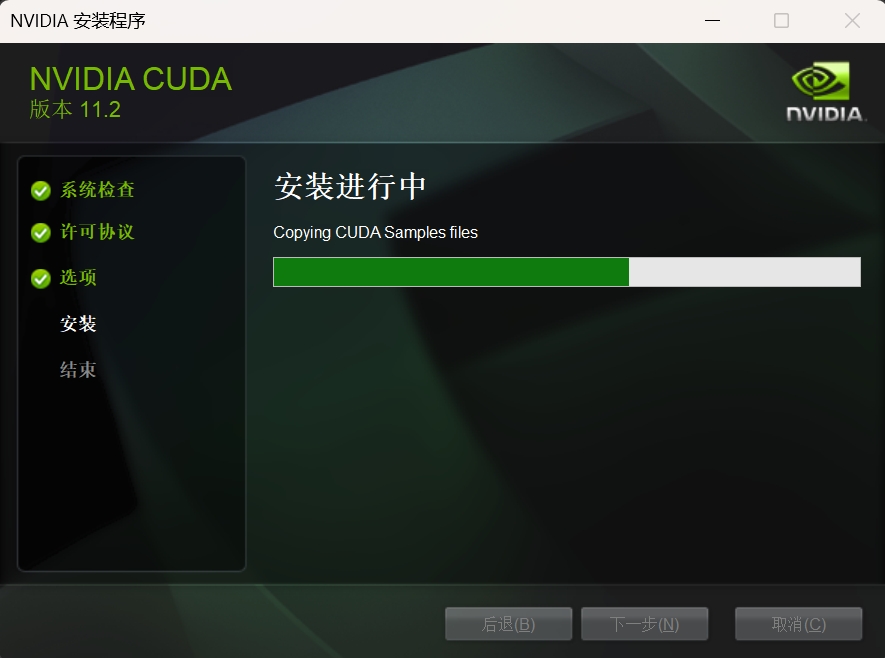 NVIDIA 安装程序
NVIDIA CUDA
版本 11.2
NVIDIA.
系统检查
许可协议
选项
安装
结束
安装进行中
Copying CUDA Samples files
后退(B)
下一步(N)
取消(C)